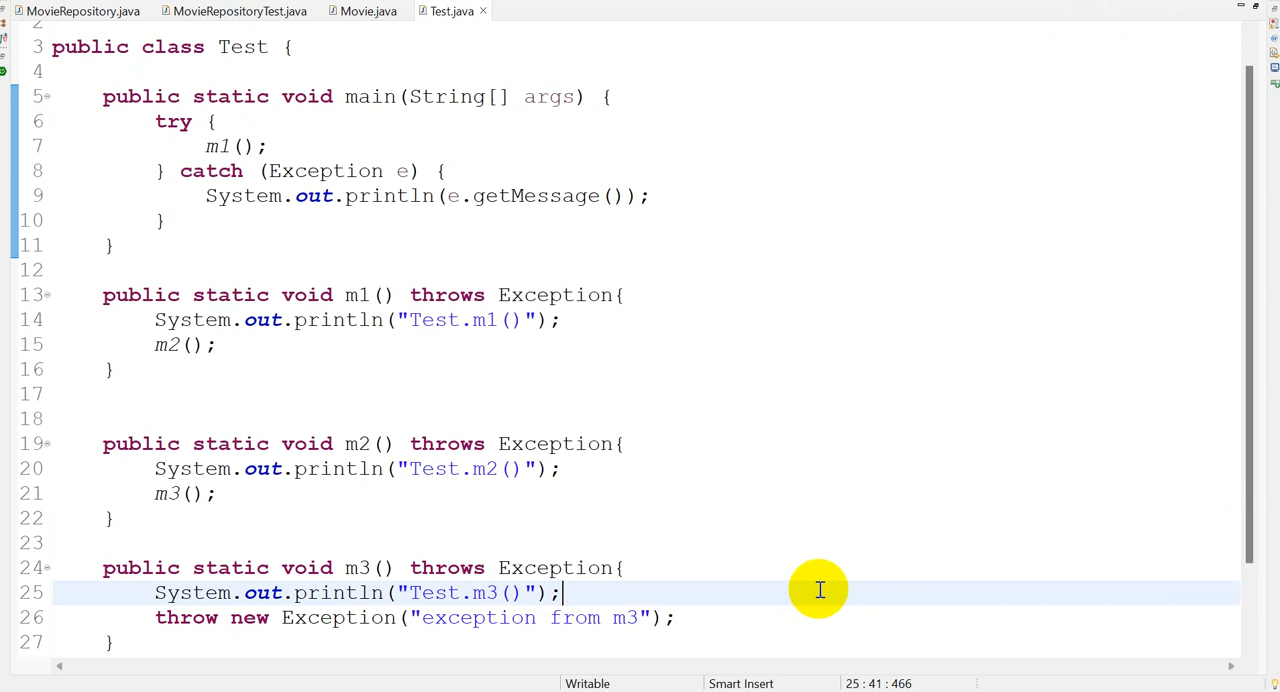 MovieRepository.java MovieRepositoryTest.java Movie.java Test.java
2
3 public class Test {
4
5 public static void main(String[] args) {
6 try {
7 m1();
8 } catch (Exception e) {
9 System.out.println(e.getMessage());
10 }
11 }
12
13 public static void m1() throws Exception{
14 System.out.println("Test.m1()");
15 m2();
16 }
17
18
19 public static void m2() throws Exception{
20 System.out.println("Test.m2()");
21 m3();
22 }
23
24 public static void m3() throws Exception{
25 System.out.println("Test.m3()");
26 throw new Exception("exception from m3");
27 }
Writable Smart Insert 25 : 41 : 466